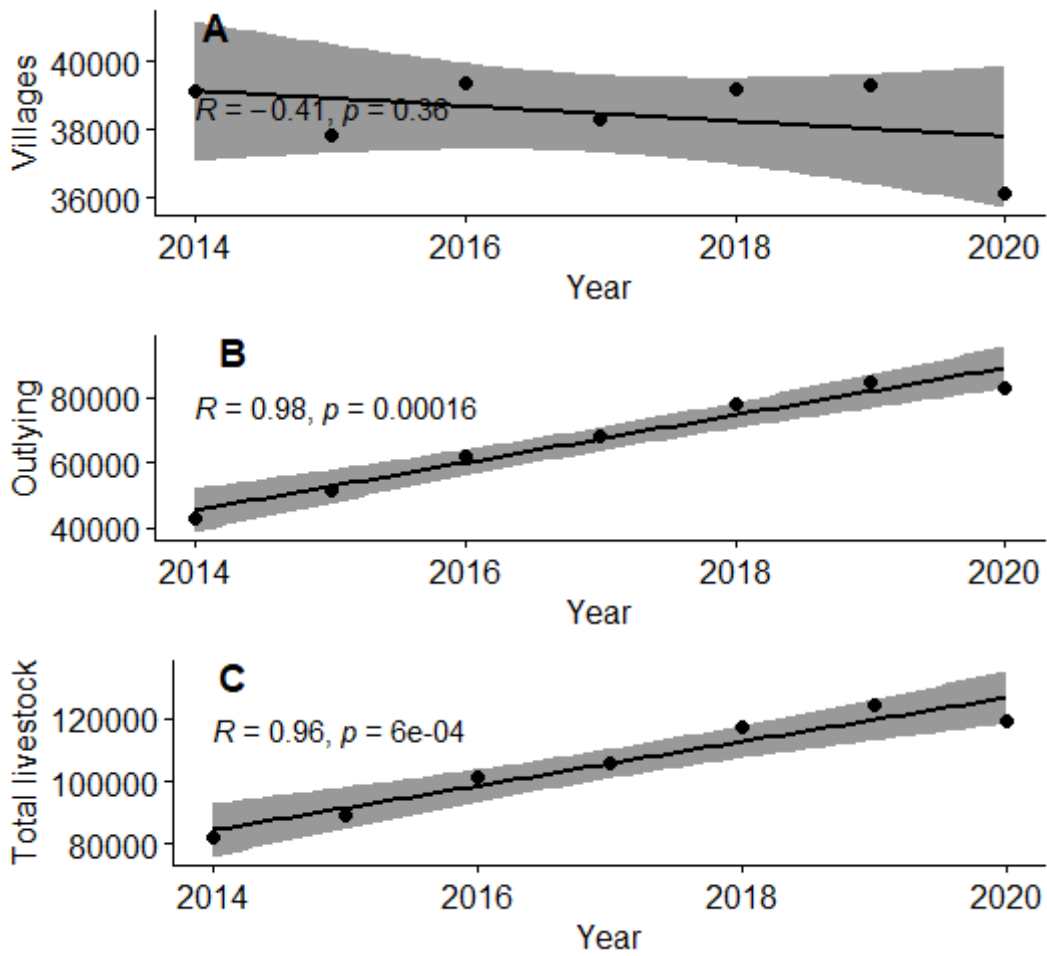 A
Villages
40000
38000
36000
R = −0.41, p = 0.36
2014 2016 2018 2020
Year
B
Outlying
80000
60000
40000
R = 0.98, p = 0.00016
2014 2016 2018 2020
Year
C
Total livestock
120000
100000
80000
R = 0.96, p = 6e-04
2014 2016 2018 2020
Year